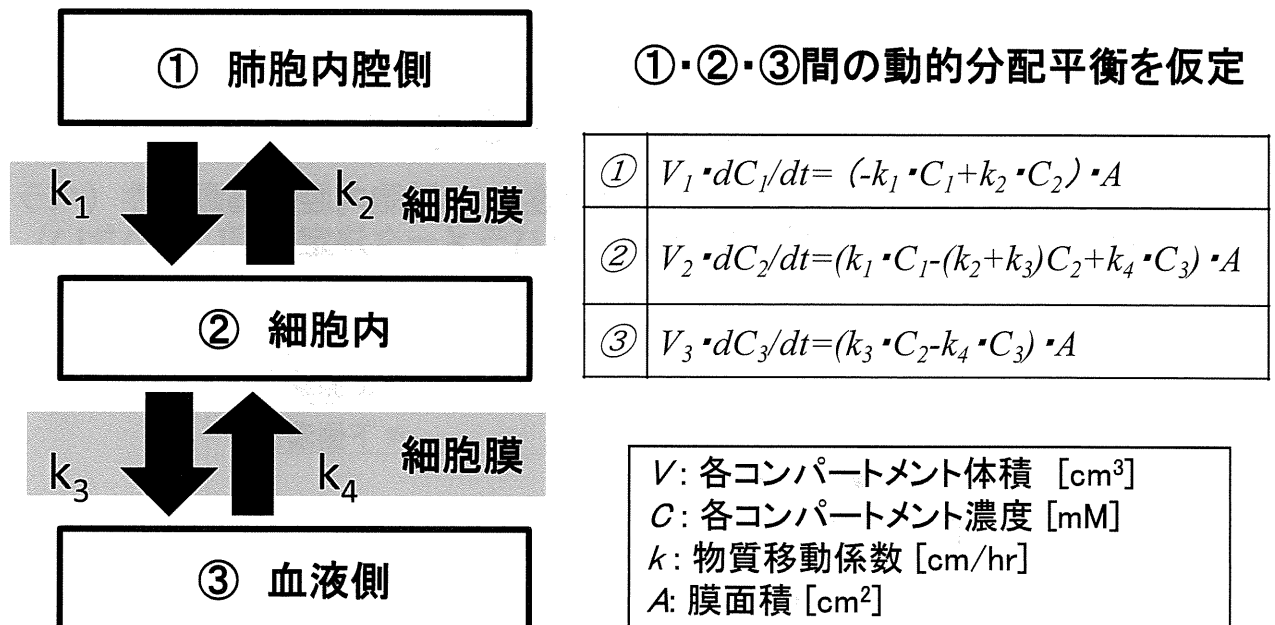 ① 肺胞内腔側
k1
k2
細胞膜
② 細胞内
k3
k4
細胞膜
③ 血液側
①・②・③間の動的分配平衡を仮定
① V1・dC1/dt=（-k1・C1+k2・C2）・A
② V2・dC2/dt=(k1・C1-(k2+k3)C2+k4・C3)・A
③ V3・dC3/dt=(k3・C2-k4・C3)・A
V: 各コンパートメント体積 [cm³]
C: 各コンパートメント濃度 [mM]
k: 物質移動係数 [cm/hr]
A: 膜面積 [cm²]